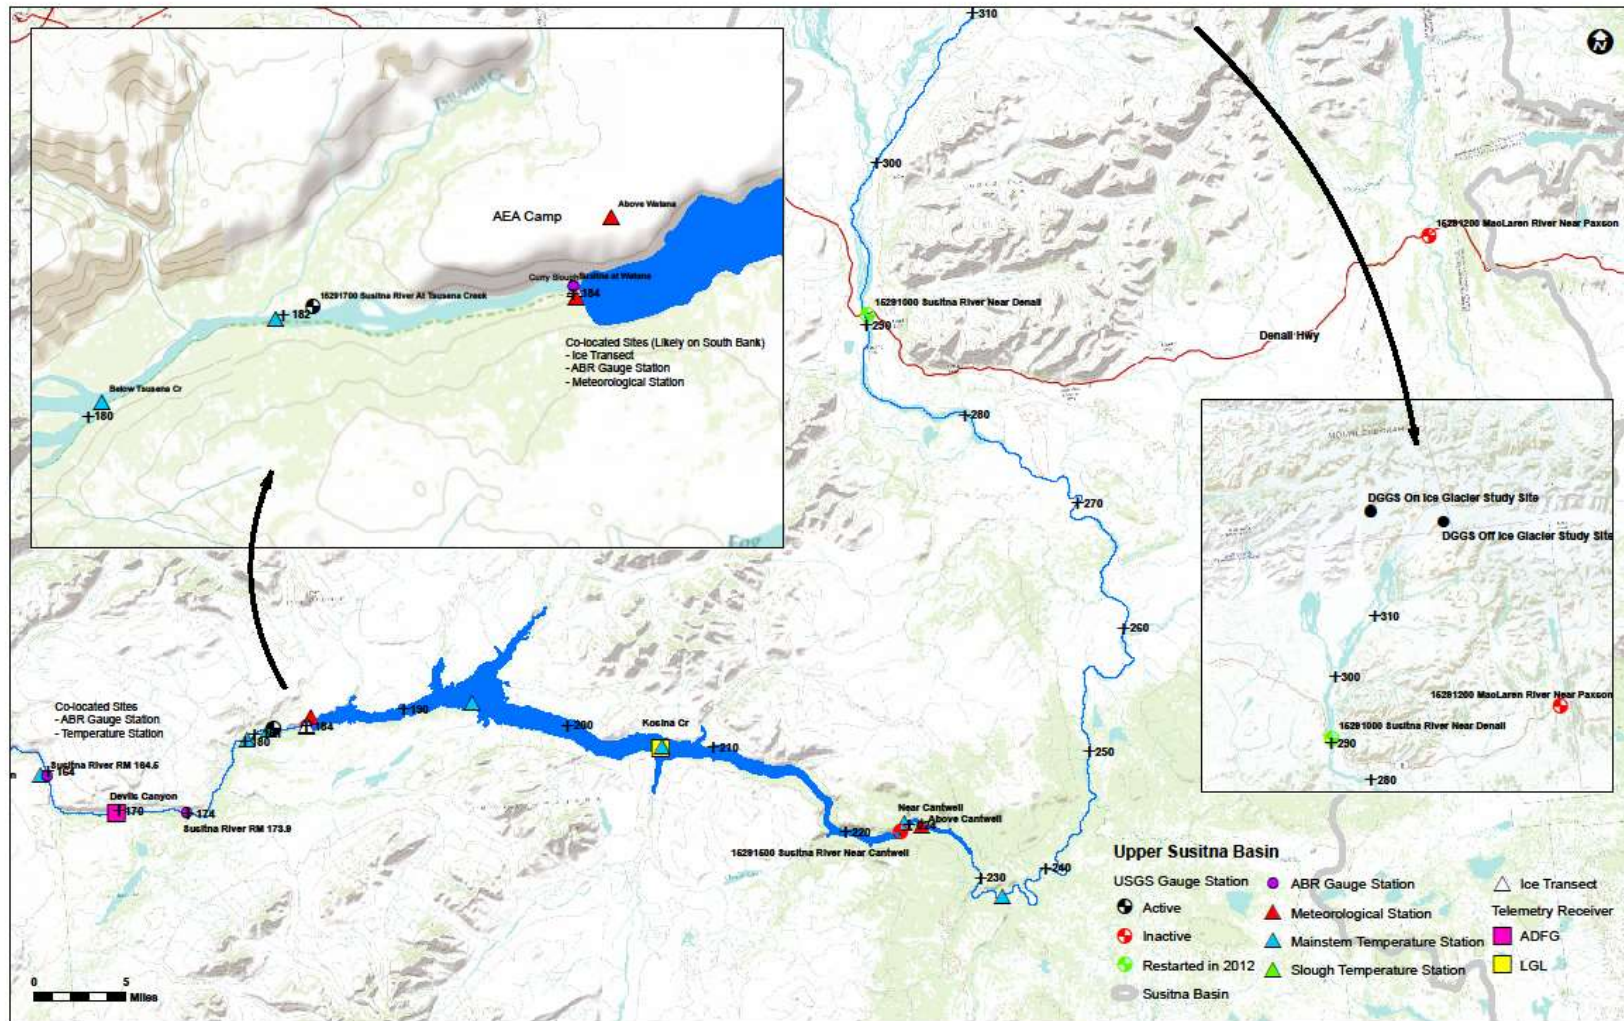 310
N
Tsusena Cr
300
AEA Camp
Above Watana
15291200 MacLaren River Near Paxson
Curry Slough
Susitna at Watana
184
15291700 Susitna River At Tsusena Creek
182
15291000 Susitna River Near Denali
290
Denali Hwy
Co-located Sites (Likely on South Bank)
- Ice Transect
- ABR Gauge Station
- Meteorological Station
Below Tsusena Cr
180
280
270
Fog
DGGS On Ice Glacier Study Site
DGGS Off Ice Glacier Study Site
310
260
300
15291200 MacLaren River Near Paxson
15291000 Susitna River Near Denali
290
280
Co-located Sites
- ABR Gauge Station
- Temperature Station
190
184
180
200
Kosina Cr
210
250
164
Susitna River RM 164.5
Devils Canyon
170
174
Susitna River RM 173.9
Near Cantwell
Above Cantwell
224
220
15291500 Susitna River Near Cantwell
230
240
Upper Susitna Basin
USGS Gauge Station
Active
Inactive
Restarted in 2012
Susitna Basin
ABR Gauge Station
Meteorological Station
Mainstem Temperature Station
Slough Temperature Station
Ice Transect
Telemetry Receiver
ADFG
LGL
0 5
Miles